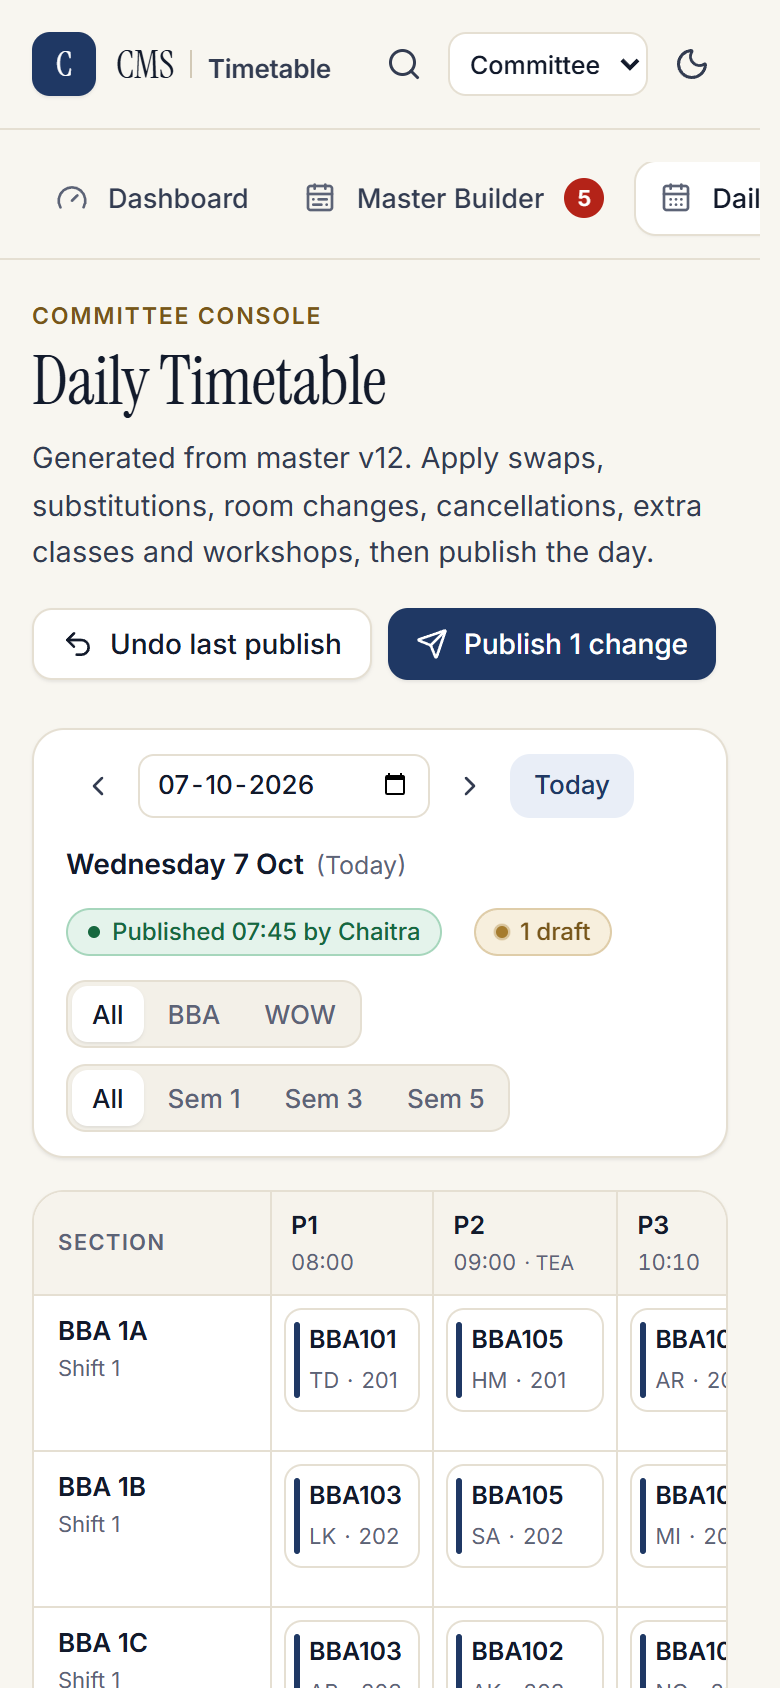 C CMS Timetable Committee
Dashboard Master Builder 5
COMMITTEE CONSOLE
Daily Timetable
Generated from master v12. Apply swaps,
substitutions, room changes, cancellations, extra
classes and workshops, then publish the day.
Undo last publish Publish 1 change
07-10-2026 Today
Wednesday 7 Oct (Today)
Published 07:45 by Chaitra 1 draft
All BBA WOW
All Sem 1 Sem 3 Sem 5
SECTION P1 P2 P3
08:00 09:00 · TEA 10:10
BBA 1A BBA101 BBA105
Shift 1 TD · 201 HM · 201 AR
BBA 1B BBA103 BBA105
Shift 1 LK · 202 SA · 202 MI
BBA 1C BBA103 BBA102
Shift 1